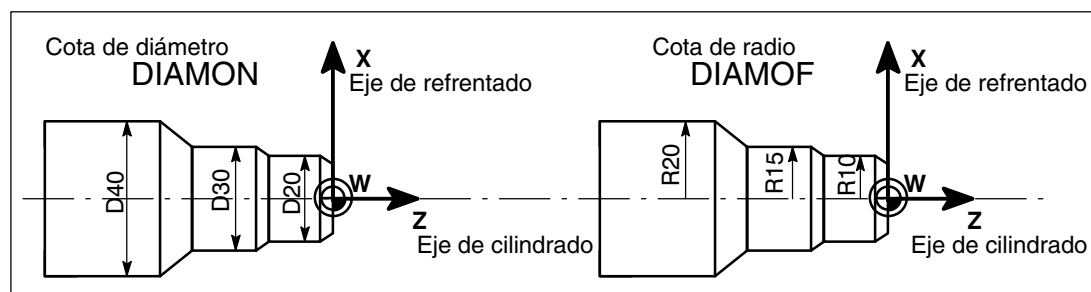 Cota de diámetro
DIAMON
X
Eje de refrentado
D40
D30
D20
W
Z
Eje de cilindrado
Cota de radio
DIAMOF
X
Eje de refrentado
R20
R15
R10
W
Z
Eje de cilindrado